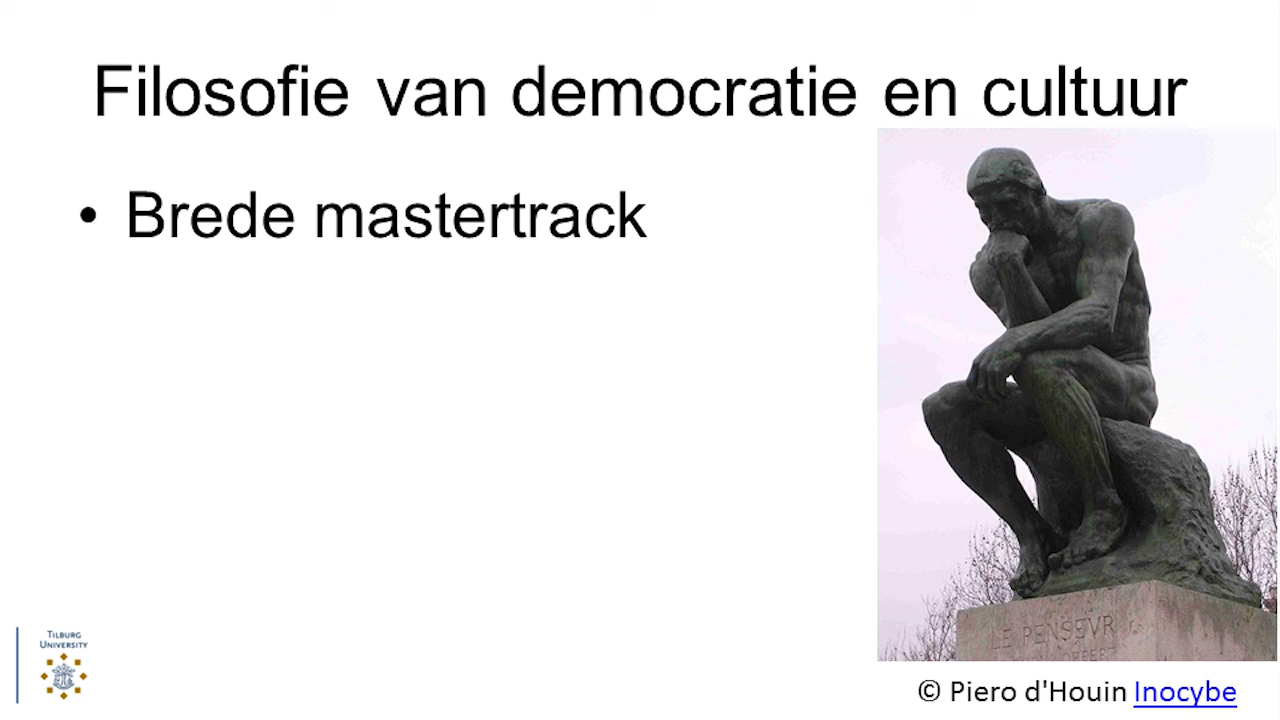 Filosofie van democratie en cultuur
• Brede mastertrack
LE PENSEVR
TILBURG
UNIVERSITY
© Piero d'Houin Inocybe